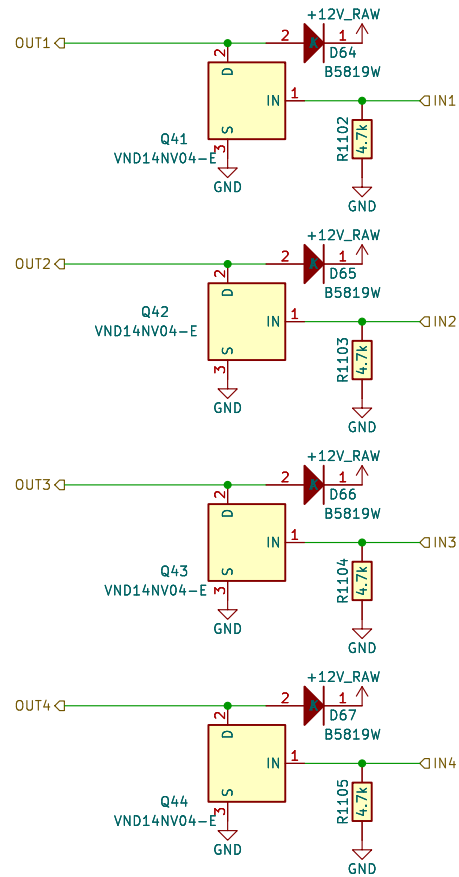 +12V_RAW
OUT1
2
K
1
D64
B5819W
2
D
IN
1
IN1
Q41
VND14NV04-E
S
3
R1102
4.7k
GND
GND
+12V_RAW
OUT2
2
K
1
D65
B5819W
2
D
Q42
VND14NV04-E
IN
1
IN2
S
3
R1103
4.7k
GND
GND
+12V_RAW
OUT3
2
K
1
D66
B5819W
2
D
IN
1
IN3
Q43
VND14NV04-E
S
3
R1104
4.7k
GND
GND
+12V_RAW
OUT4
2
K
1
D67
B5819W
2
D
IN
1
IN4
Q44
VND14NV04-E
S
3
R1105
4.7k
GND
GND